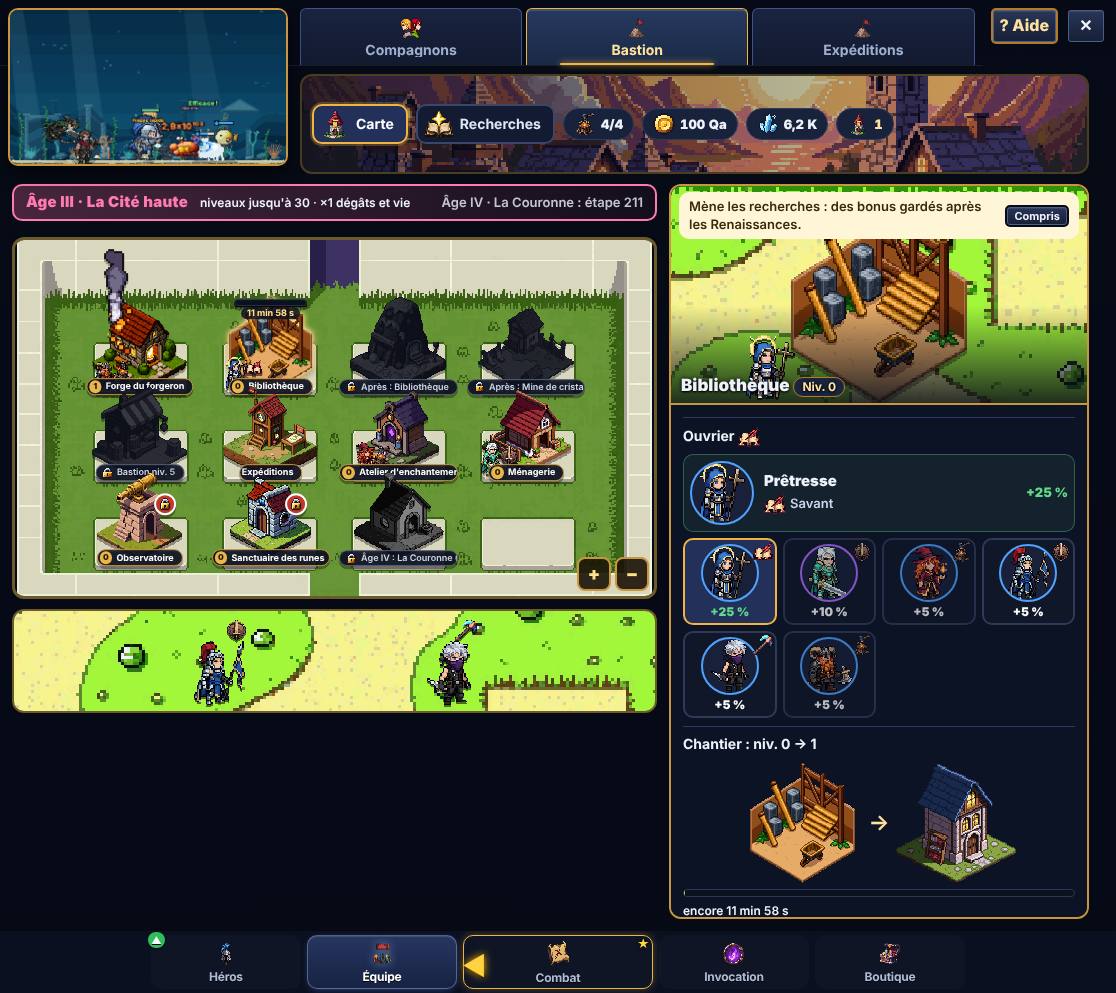 Efficace!
Compagnons
Bastion
Expéditions
? Aide
Carte
Recherches
4/4
100 Qa
6,2 K
1
Âge III · La Cité haute
niveaux jusqu'à 30 · ×1 dégâts et vie
Âge IV · La Couronne : étape 211
Mène les recherches : des bonus gardés après
les Renaissances.
Compris
11 min 58 s
1 Forge du forgeron
0 Bibliothèque
Après : Bibliothèque
Après : Mine de crista
Bastion niv. 5
Expéditions
0 Atelier d'enchantemen
0 Ménagerie
0 Observatoire
0 Sanctuaire des runes
Âge IV : La Couronne
+
−
Bibliothèque
Niv. 0
Ouvrier
Prêtresse
Savant
+25 %
+25 %
+10 %
+5 %
+5 %
+5 %
+5 %
Chantier : niv. 0 → 1
encore 11 min 58 s
Héros
Équipe
Combat
Invocation
Boutique